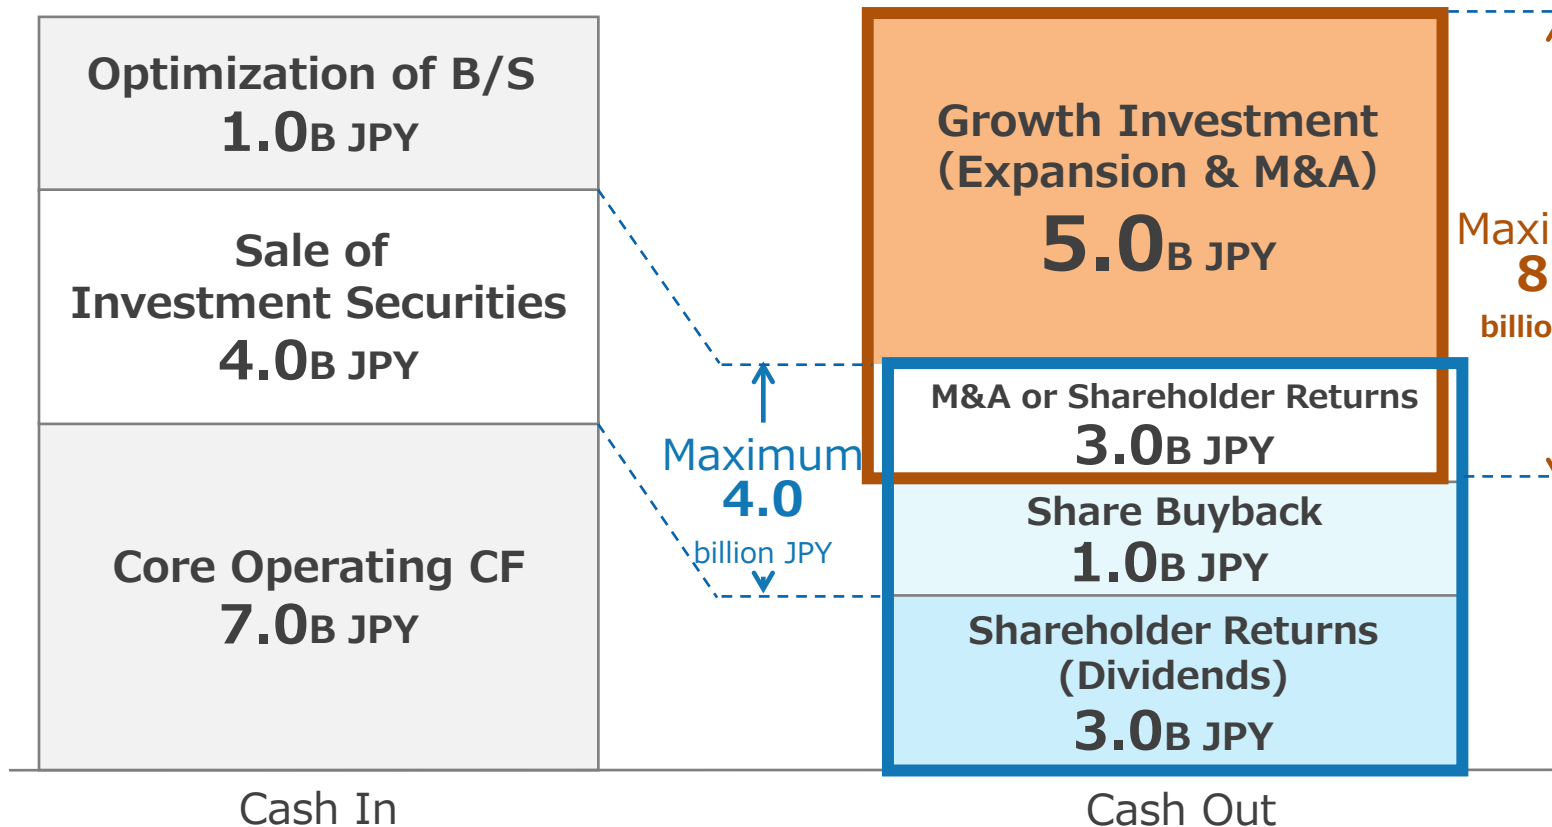 Optimization of B/S
1.0B JPY
Sale of
Investment Securities
4.0B JPY
Core Operating CF
7.0B JPY
Cash In
Maximum
4.0
billion JPY
Growth Investment
(Expansion & M&A)
5.0B JPY
M&A or Shareholder Returns
3.0B JPY
Share Buyback
1.0B JPY
Shareholder Returns
(Dividends)
3.0B JPY
Cash Out
Maxi
8
billio